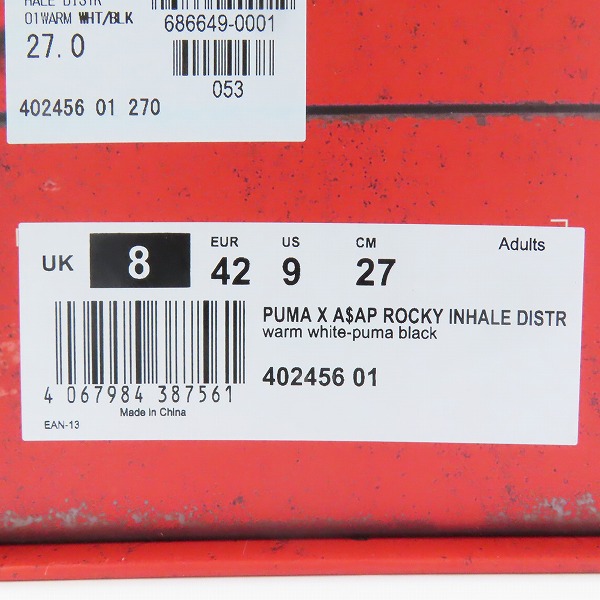 HALE DISTR
01WARM WHT/BLK
27.0
402456 01 270
686649-0001
053
UK 8 EUR 42 US 9 CM 27 Adults
PUMA X A$AP ROCKY INHALE DISTR
warm white-puma black
402456 01
4 067984 387561
Made in China
EAN-13